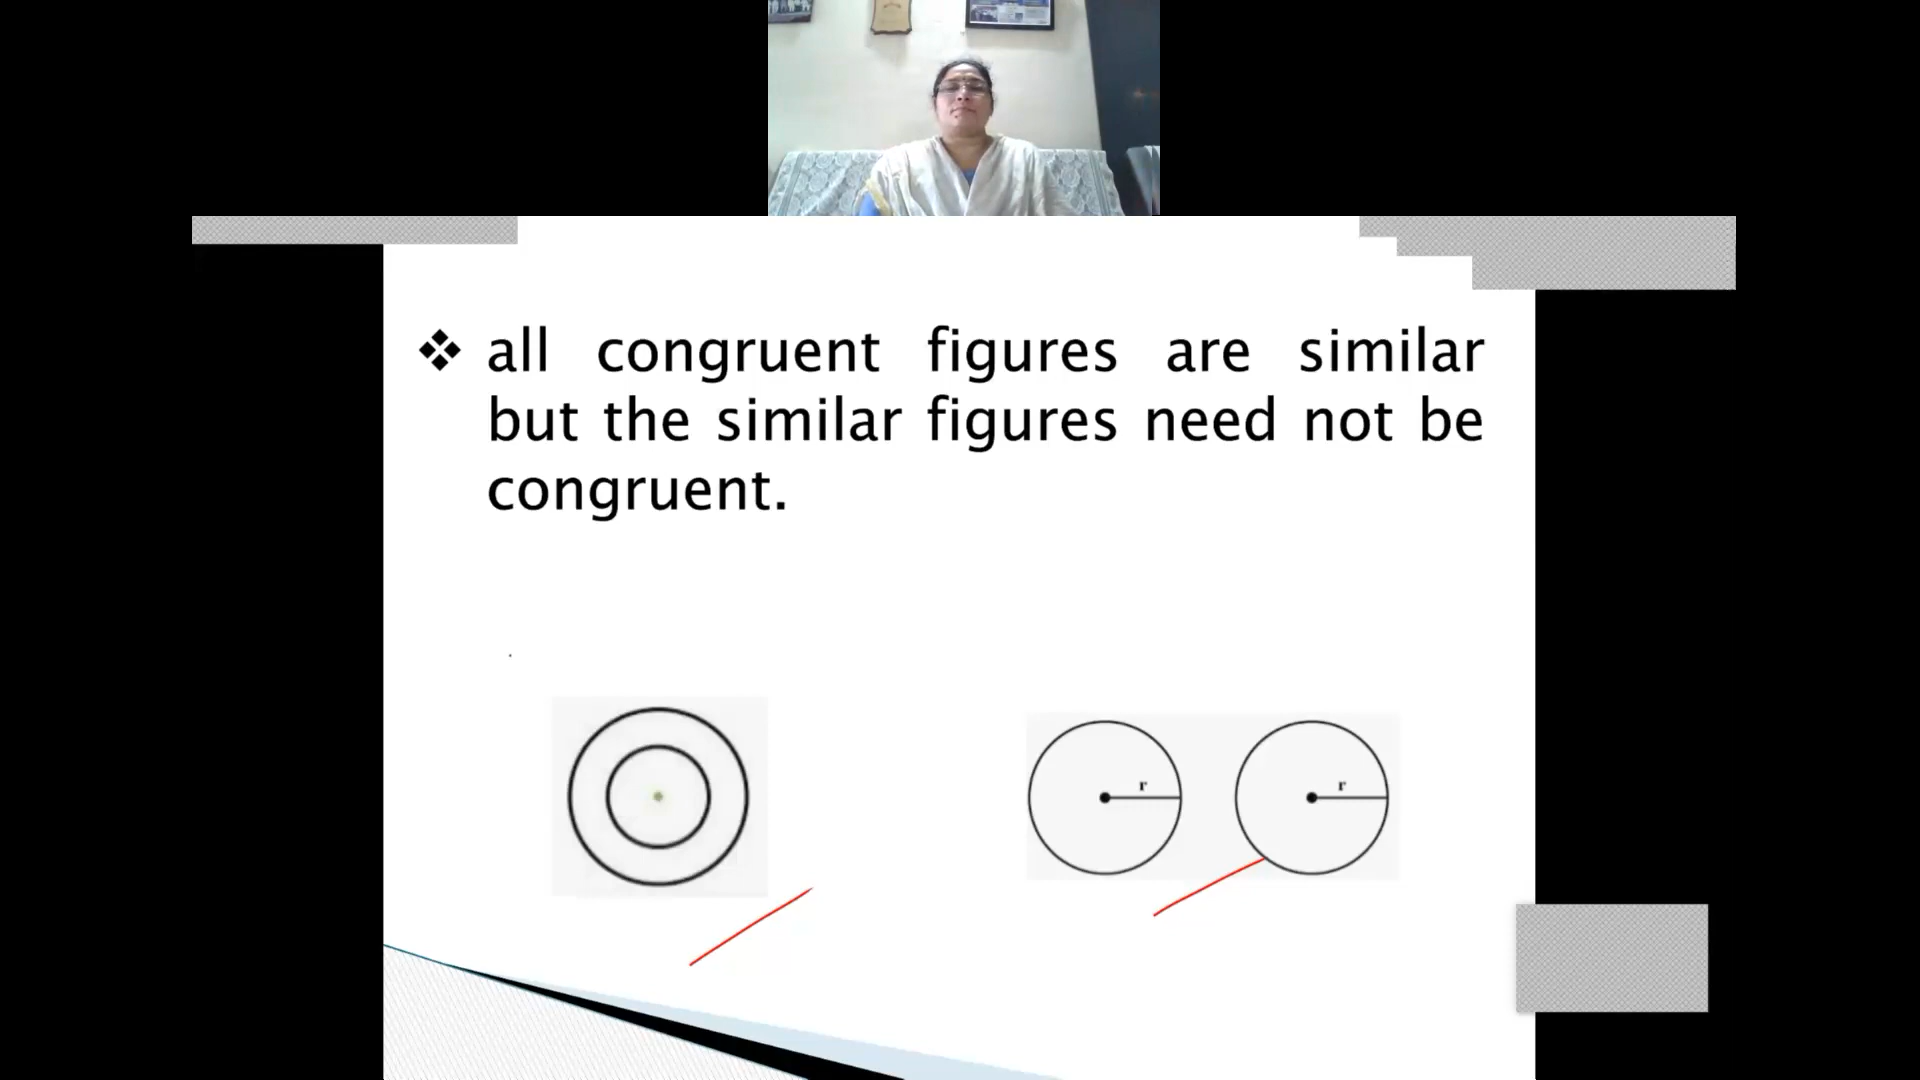 ❖ all congruent figures are similar
but the similar figures need not be
congruent.
r r